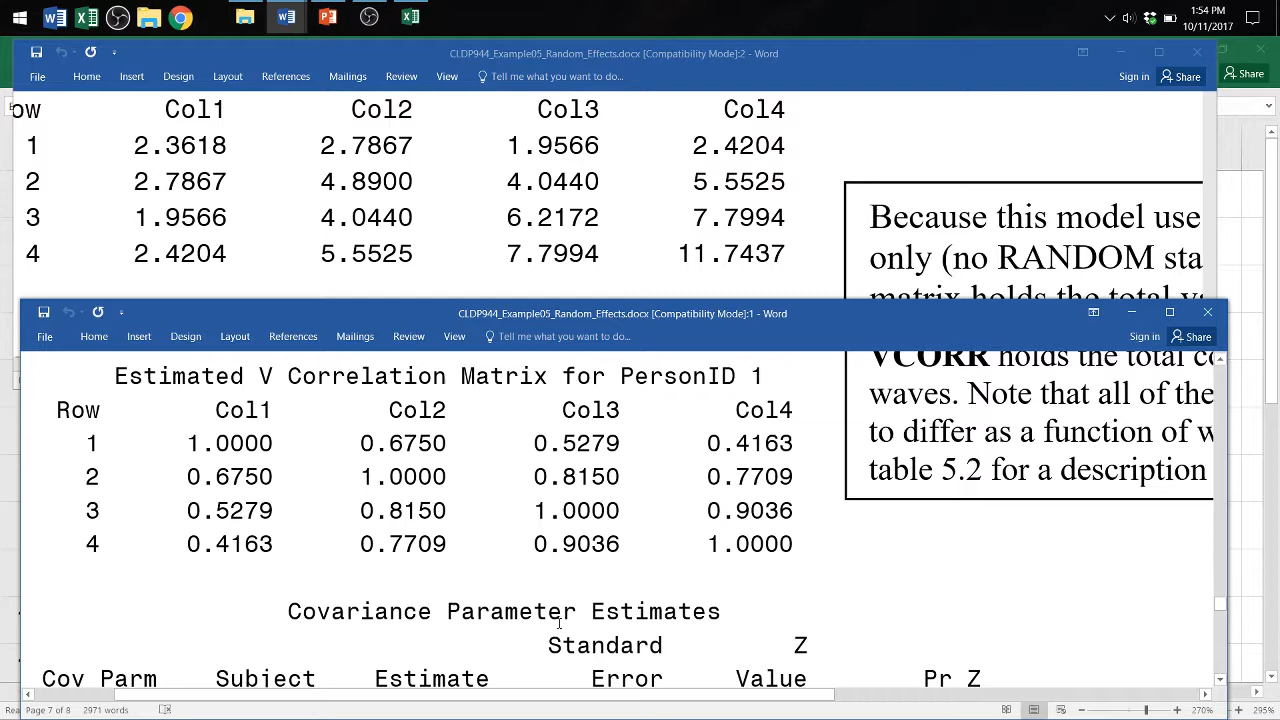 1:54 PM
10/11/2017
CLDP944_Example05_Random_Effects.docx [Compatibility Mode]:2 - Word
File Home Insert Design Layout References Mailings Review View Tell me what you want to do... Sign in Share
Share
ow Col1 Col2 Col3 Col4
1 2.3618 2.7867 1.9566 2.4204
2 2.7867 4.8900 4.0440 5.5525
3 1.9566 4.0440 6.2172 7.7994
4 2.4204 5.5525 7.7994 11.7437
Because this model use
only (no RANDOM sta
matrix holds the total va
CLDP944_Example05_Random_Effects.docx [Compatibility Mode]:1 - Word
File Home Insert Design Layout References Mailings Review View Tell me what you want to do... Sign in Share
VCORR holds the total co
waves. Note that all of the
to differ as a function of w
table 5.2 for a description
Estimated V Correlation Matrix for PersonID 1
Row Col1 Col2 Col3 Col4
1 1.0000 0.6750 0.5279 0.4163
2 0.6750 1.0000 0.8150 0.7709
3 0.5279 0.8150 1.0000 0.9036
4 0.4163 0.7709 0.9036 1.0000
Covariance Parameter Estimates
Standard Z
Cov Parm Subject Estimate Error Value Pr Z
Page 7 of 8 2971 words 270% 295%